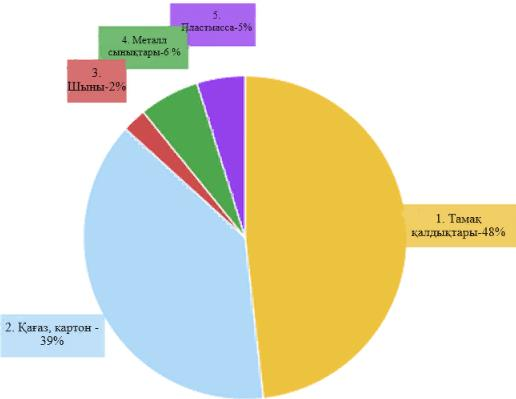 5.
Пластмасса-5%
4. Металл
сынықтары-6 %
3.
Шыны-2%
1. Тамақ
қалдықтары-48%
2. Қағаз, картон -
39%